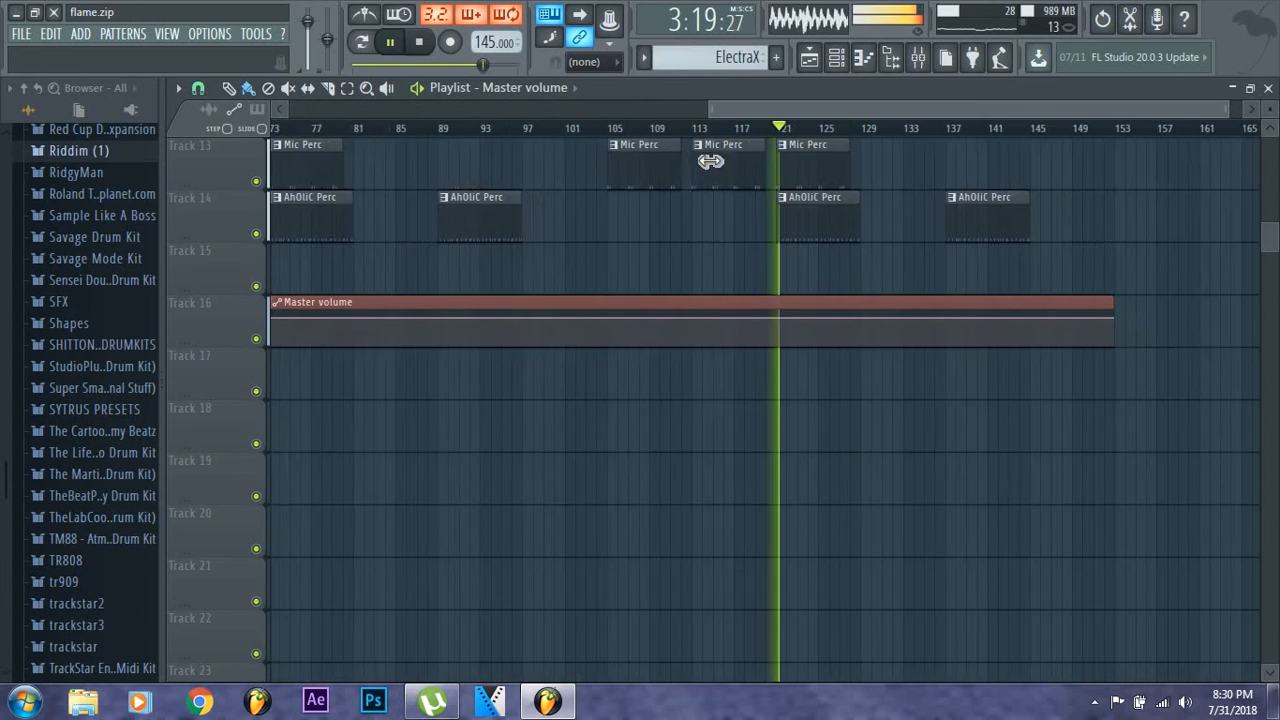 flame.zip
FILE EDIT ADD PATTERNS VIEW OPTIONS TOOLS ?
3.2
145.000
3:19:27
M:S:CS
(none)
ElectraX
28
989 MB
13
07/11 FL Studio 20.0.3 Update
Browser - All
Playlist - Master volume
STEP SLIDE
73 77 81 85 89 93 97 101 105 109 113 117 121 125 129 133 137 141 145 149 153 157 161 165
Red Cup D..xpansion
Riddim (1)
RidgyMan
Roland T..planet.com
Sample Like A Boss
Savage Drum Kit
Savage Mode Kit
Sensei Dou..Drum Kit
SFX
Shapes
SHITTON..DRUMKITS
StudioPlu..Drum Kit)
Super Sma..nal Stuff)
SYTRUS PRESETS
The Cartoo..my Beatz
The Life..o Drum Kit
The Marti..Drum Kit)
TheBeatP..y Drum Kit
TheLabCoo..rum Kit)
TM88 - Atm..Drum Kit
TR808
tr909
trackstar2
trackstar3
trackstar
TrackStar En..Midi Kit
Track 13
Mic Perc
Mic Perc
Mic Perc
Mic Perc
Track 14
AhOliC Perc
AhOliC Perc
AhOliC Perc
AhOliC Perc
Track 15
Track 16
Master volume
Track 17
Track 18
Track 19
Track 20
Track 21
Track 22
Track 23
Ae
Ps
8:30 PM
7/31/2018